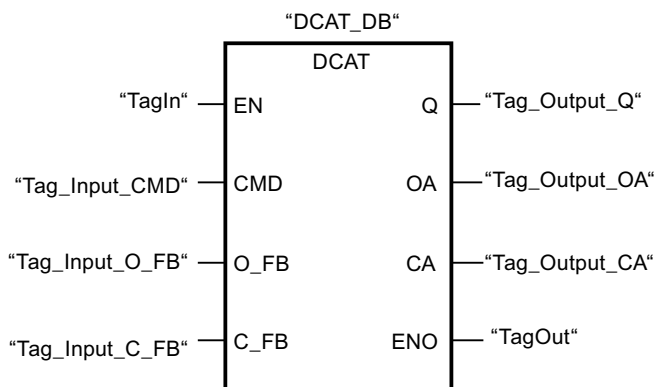 “DCAT_DB“
DCAT
“TagIn“ EN Q “Tag_Output_Q“
“Tag_Input_CMD“ CMD OA “Tag_Output_OA“
“Tag_Input_O_FB“ O_FB CA “Tag_Output_CA“
“Tag_Input_C_FB“ C_FB ENO “TagOut“